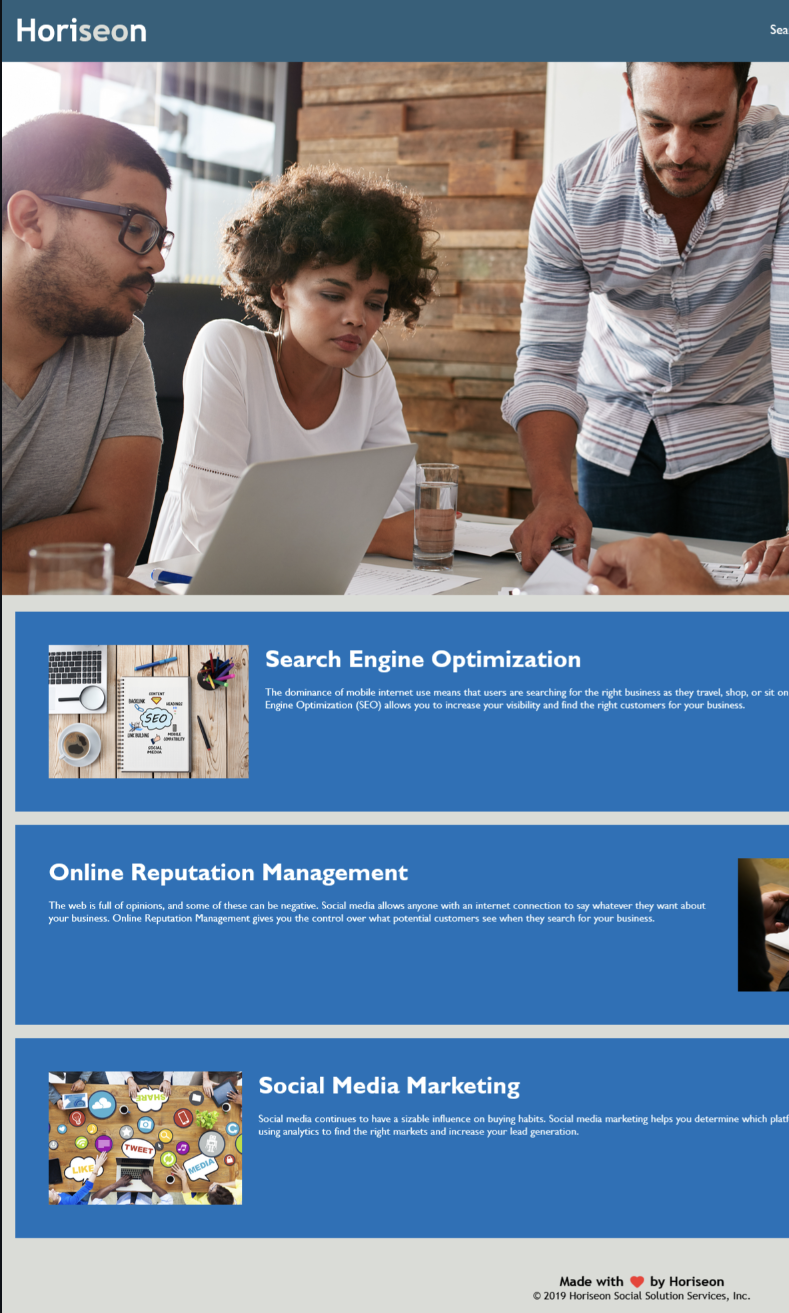 Horiseon
Sea
Search Engine Optimization
The dominance of mobile internet use means that users are searching for the right business as they travel, shop, or sit on
Engine Optimization (SEO) allows you to increase your visibility and find the right customers for your business.
CONTENT
BACKLINK
KEYWORDS
SEO
LINK BUILDING
MOBILE
COMPATIBILITY
SOCIAL
MEDIA
Online Reputation Management
The web is full of opinions, and some of these can be negative. Social media allows anyone with an internet connection to say whatever they want about
your business. Online Reputation Management gives you the control over what potential customers see when they search for your business.
Social Media Marketing
Social media continues to have a sizable influence on buying habits. Social media marketing helps you determine which platf
using analytics to find the right markets and increase your lead generation.
SHARE
TWEET
LIKE
MEDIA
Made with ❤️ by Horiseon
© 2019 Horiseon Social Solution Services, Inc.